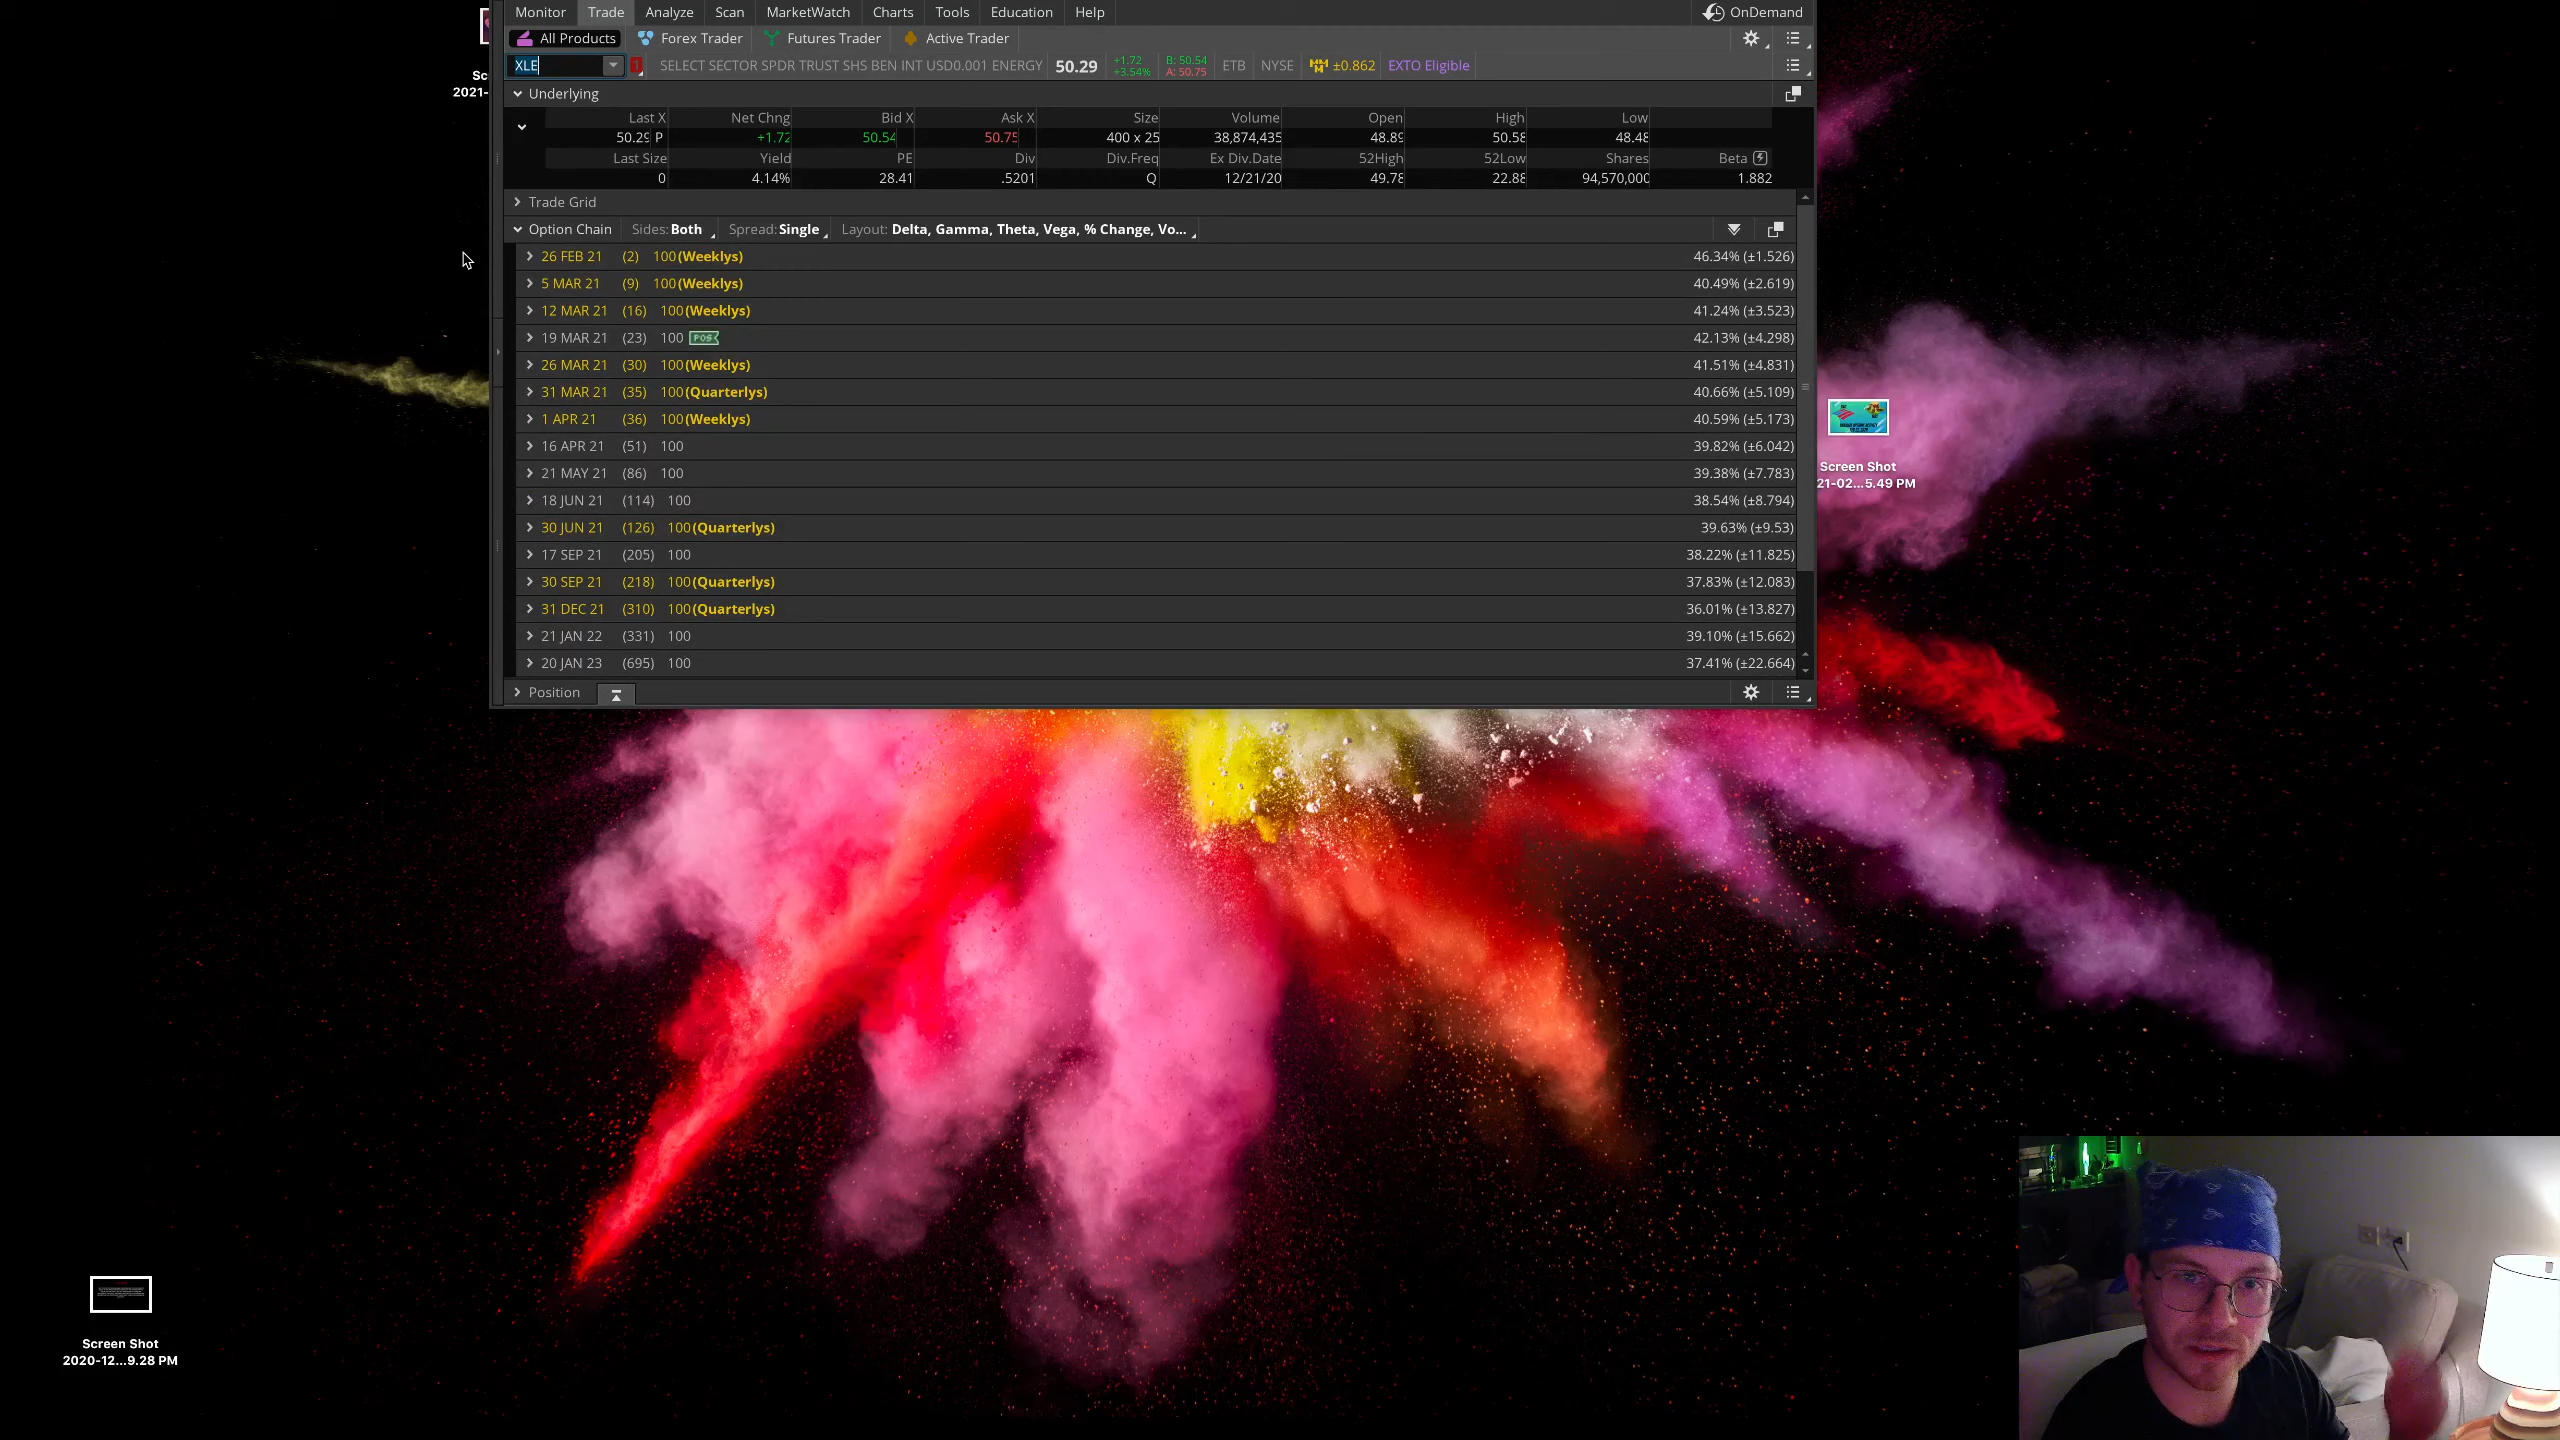 Monitor Trade Analyze Scan MarketWatch Charts Tools Education Help OnDemand
All Products Forex Trader Futures Trader Active Trader
XLE 1 SELECT SECTOR SPDR TRUST SHS BEN INT USD0.001 ENERGY 50.29 +1.72 +3.54% B: 50.54 A: 50.75 ETB NYSE ±0.862 EXTO Eligible
Underlying
Last X Net Chng Bid X Ask X Size Volume Open High Low
50.29 P +1.72 50.54 50.75 400 x 25 38,874,435 48.89 50.58 48.48
Last Size Yield PE Div Div.Freq Ex Div.Date 52High 52Low Shares Beta
0 4.14% 28.41 .5201 Q 12/21/20 49.78 22.88 94,570,000 1.882
Trade Grid
Option Chain Sides: Both Spread: Single Layout: Delta, Gamma, Theta, Vega, % Change, Vo...
26 FEB 21 (2) 100 (Weeklys) 46.34% (±1.526)
5 MAR 21 (9) 100 (Weeklys) 40.49% (±2.619)
12 MAR 21 (16) 100 (Weeklys) 41.24% (±3.523)
19 MAR 21 (23) 100 POS 42.13% (±4.298)
26 MAR 21 (30) 100 (Weeklys) 41.51% (±4.831)
31 MAR 21 (35) 100 (Quarterlys) 40.66% (±5.109)
1 APR 21 (36) 100 (Weeklys) 40.59% (±5.173)
16 APR 21 (51) 100 39.82% (±6.042)
21 MAY 21 (86) 100 39.38% (±7.783)
18 JUN 21 (114) 100 38.54% (±8.794)
30 JUN 21 (126) 100 (Quarterlys) 39.63% (±9.53)
17 SEP 21 (205) 100 38.22% (±11.825)
30 SEP 21 (218) 100 (Quarterlys) 37.83% (±12.083)
31 DEC 21 (310) 100 (Quarterlys) 36.01% (±13.827)
21 JAN 22 (331) 100 39.10% (±15.662)
20 JAN 23 (695) 100 37.41% (±22.664)
Position
Sc
2021-
Screen Shot
21-02...5.49 PM
Screen Shot
2020-12...9.28 PM